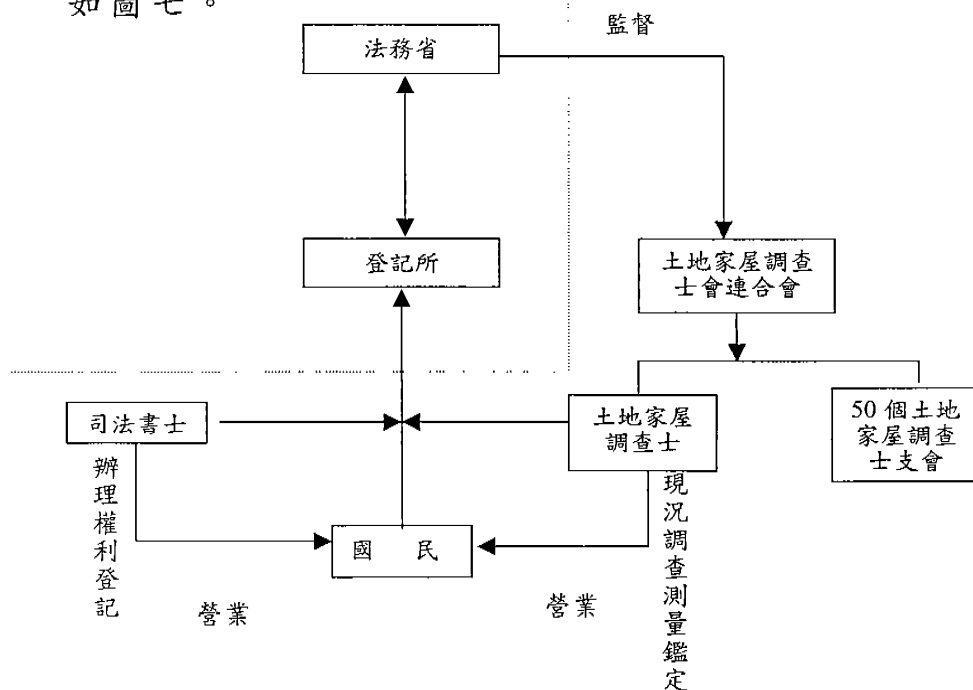 如圖七。
監督
法務省
登記所
土地家屋調查
士會連合會
司法書士
土地家屋
調查士
50 個土地
家屋調查
士支會
辦理權利登記
現況調查測量鑑定
國 民
營業
營業